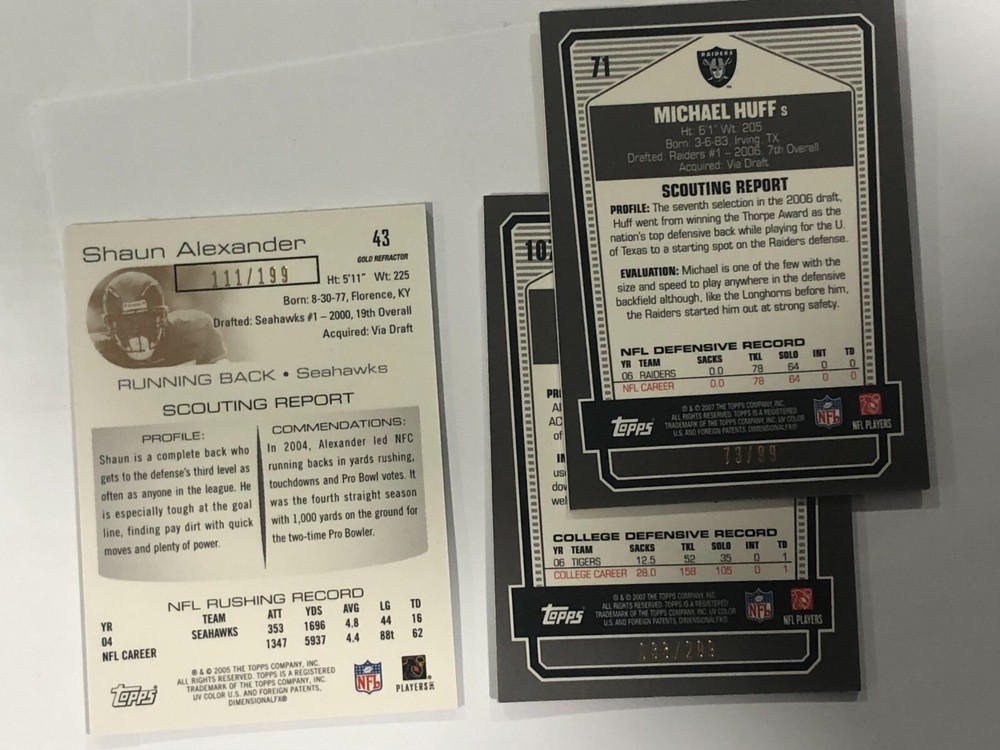 Shaun Alexander
43
GOLD REFRACTOR
111/199
Ht: 5'11" Wt: 225
Born: 8-30-77, Florence, KY
Drafted: Seahawks #1 – 2000, 19th Overall
Acquired: Via Draft
RUNNING BACK • Seahawks
SCOUTING REPORT
PROFILE:
Shaun is a complete back who
gets to the defense's third level as
often as anyone in the league. He
is especially tough at the goal
line, finding pay dirt with quick
moves and plenty of power.
COMMENDATIONS:
In 2004, Alexander led NFC
running backs in yards rushing,
touchdowns and Pro Bowl votes. It
was the fourth straight season
with 1,000 yards on the ground for
the two-time Pro Bowler.
NFL RUSHING RECORD
YR TEAM ATT YDS AVG LG TD
04 SEAHAWKS 353 1696 4.8 44 16
NFL CAREER 1347 5937 4.4 88t 62
® & © 2005 THE TOPPS COMPANY, INC.
ALL RIGHTS RESERVED. TOPPS IS A REGISTERED
TRADEMARK OF THE TOPPS COMPANY, INC.
UV COLOR U.S. AND FOREIGN PATENTS,
DIMENSIONALFX®
Topps
NFL
PLAYERS INC
71
RAIDERS
MICHAEL HUFF S
Ht: 6'1" Wt: 205
Born: 3-6-83, Irving, TX
Drafted: Raiders #1 – 2006, 7th Overall
Acquired: Via Draft
SCOUTING REPORT
PROFILE: The seventh selection in the 2006 draft,
Huff went from winning the Thorpe Award as the
nation's top defensive back while playing for the U.
of Texas to a starting spot on the Raiders defense.
EVALUATION: Michael is one of the few with the
size and speed to play anywhere in the defensive
backfield although, like the Longhorns before him,
the Raiders started him out at strong safety.
NFL DEFENSIVE RECORD
YR TEAM SACKS TKL SOLO INT TD
06 RAIDERS 0.0 78 64 0 0
NFL CAREER 0.0 78 64 0 0
® & © 2007 THE TOPPS COMPANY, INC.
ALL RIGHTS RESERVED. TOPPS IS A REGISTERED
TRADEMARK OF THE TOPPS COMPANY, INC. UV COLOR
U.S. AND FOREIGN PATENTS, DIMENSIONALFX®
Topps
NFL
NFL PLAYERS
73/99
10
PR
AL
AC
OF
usi
dov
wel
COLLEGE DEFENSIVE RECORD
YR TEAM SACKS TKL SOLO INT TD
06 TIGERS 12.5 52 35 0 1
COLLEGE CAREER 28.0 158 105 0 1
® & © 2007 THE TOPPS COMPANY, INC.
ALL RIGHTS RESERVED. TOPPS IS A REGISTERED
TRADEMARK OF THE TOPPS COMPANY, INC. UV COLOR
U.S. AND FOREIGN PATENTS, DIMENSIONALFX®
Topps
NFL
NFL PLAYERS